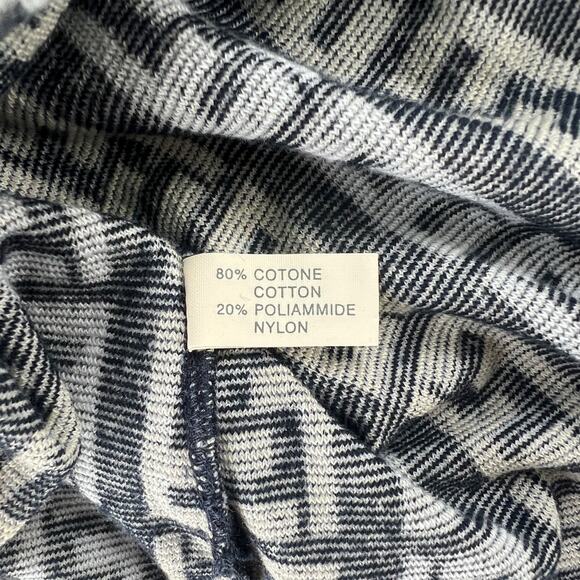 80% COTONE
COTTON
20% POLIAMMIDE
NYLON